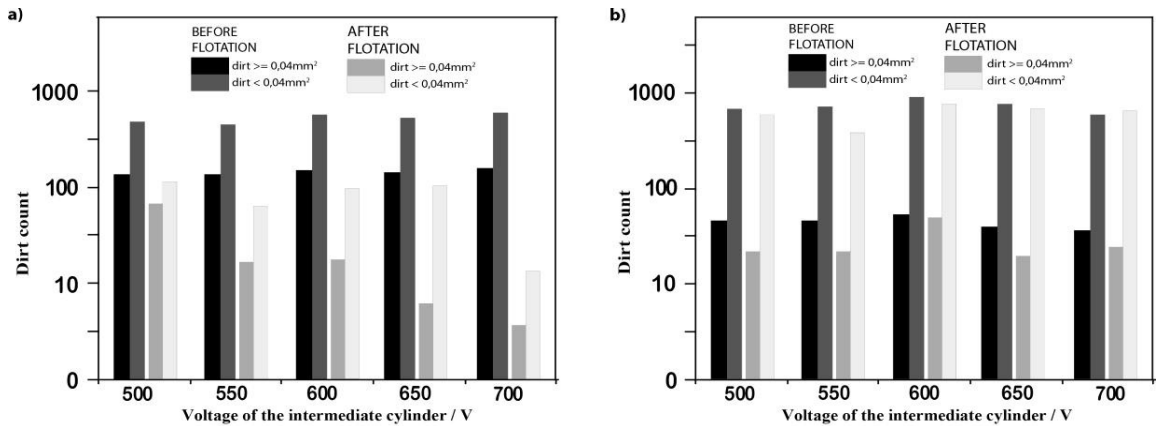 a)
BEFORE
FLOTATION
dirt >= 0,04mm²
dirt < 0,04mm²
AFTER
FLOTATION
dirt >= 0,04mm²
dirt < 0,04mm²
1000
100
10
0
Dirt count
500 550 600 650 700
Voltage of the intermediate cylinder / V
b)
BEFORE
FLOTATION
dirt >= 0,04mm²
dirt < 0,04mm²
AFTER
FLOTATION
dirt >= 0,04mm²
dirt < 0,04mm²
1000
100
10
0
Dirt count
500 550 600 650 700
Voltage of the intermediate cylinder / V